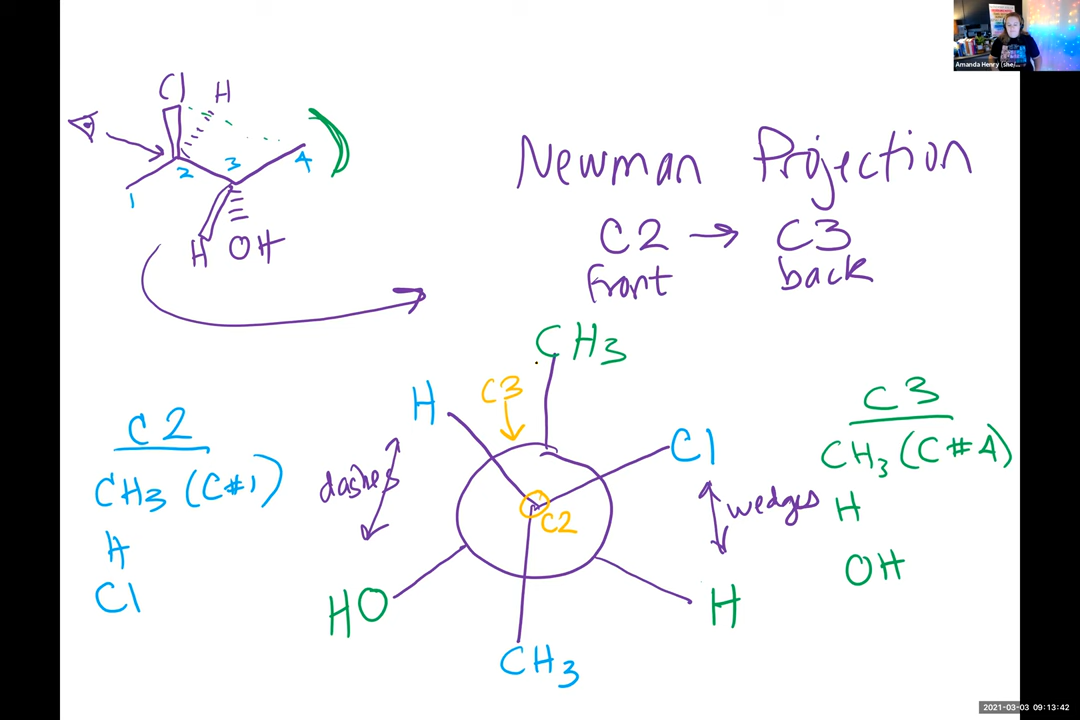 Cl H
1 2 3 4
H OH
Newman Projection
C2 → C3
Front back
C2
CH3 (C#1)
H
Cl
CH3
C3
H
Cl
C2
dashes
wedges
HO
H
CH3
C3
CH3 (C#4)
H
OH
Amanda Henry (she/...
2021-03-03 09:13:42